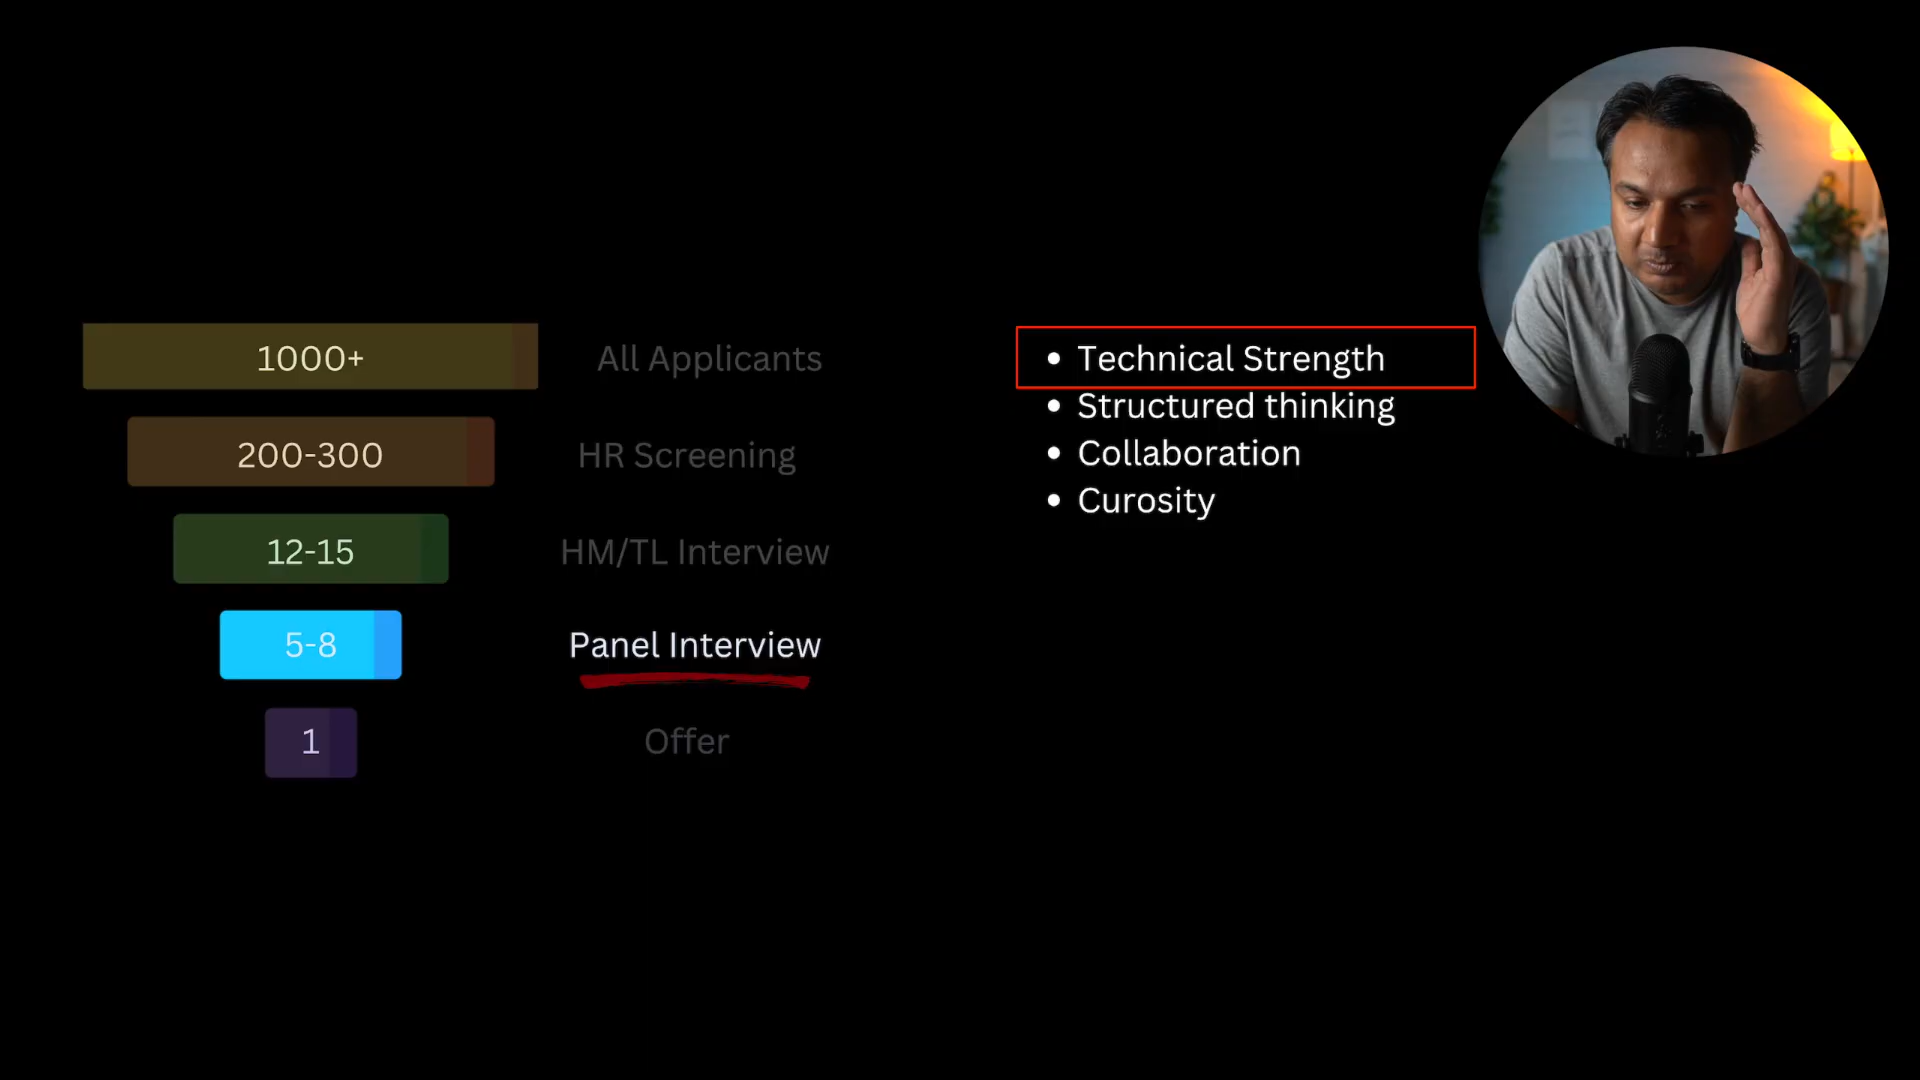 1000+ All Applicants
200-300 HR Screening
12-15 HM/TL Interview
5-8 Panel Interview
1 Offer
• Technical Strength
• Structured thinking
• Collaboration
• Curosity